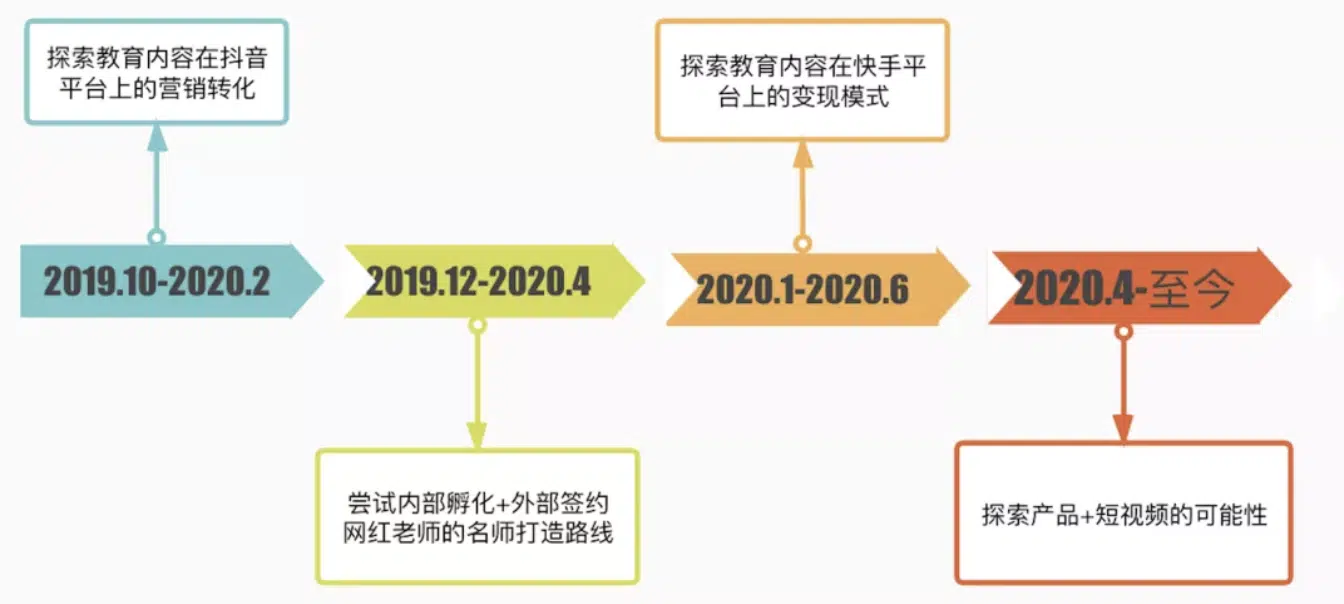 探索教育内容在抖音
平台上的营销转化
探索教育内容在快手平
台上的变现模式
2019.10-2020.2
2019.12-2020.4
2020.1-2020.6
2020.4-至今
尝试内部孵化+外部签约
网红老师的名师打造路线
探索产品+短视频的可能性